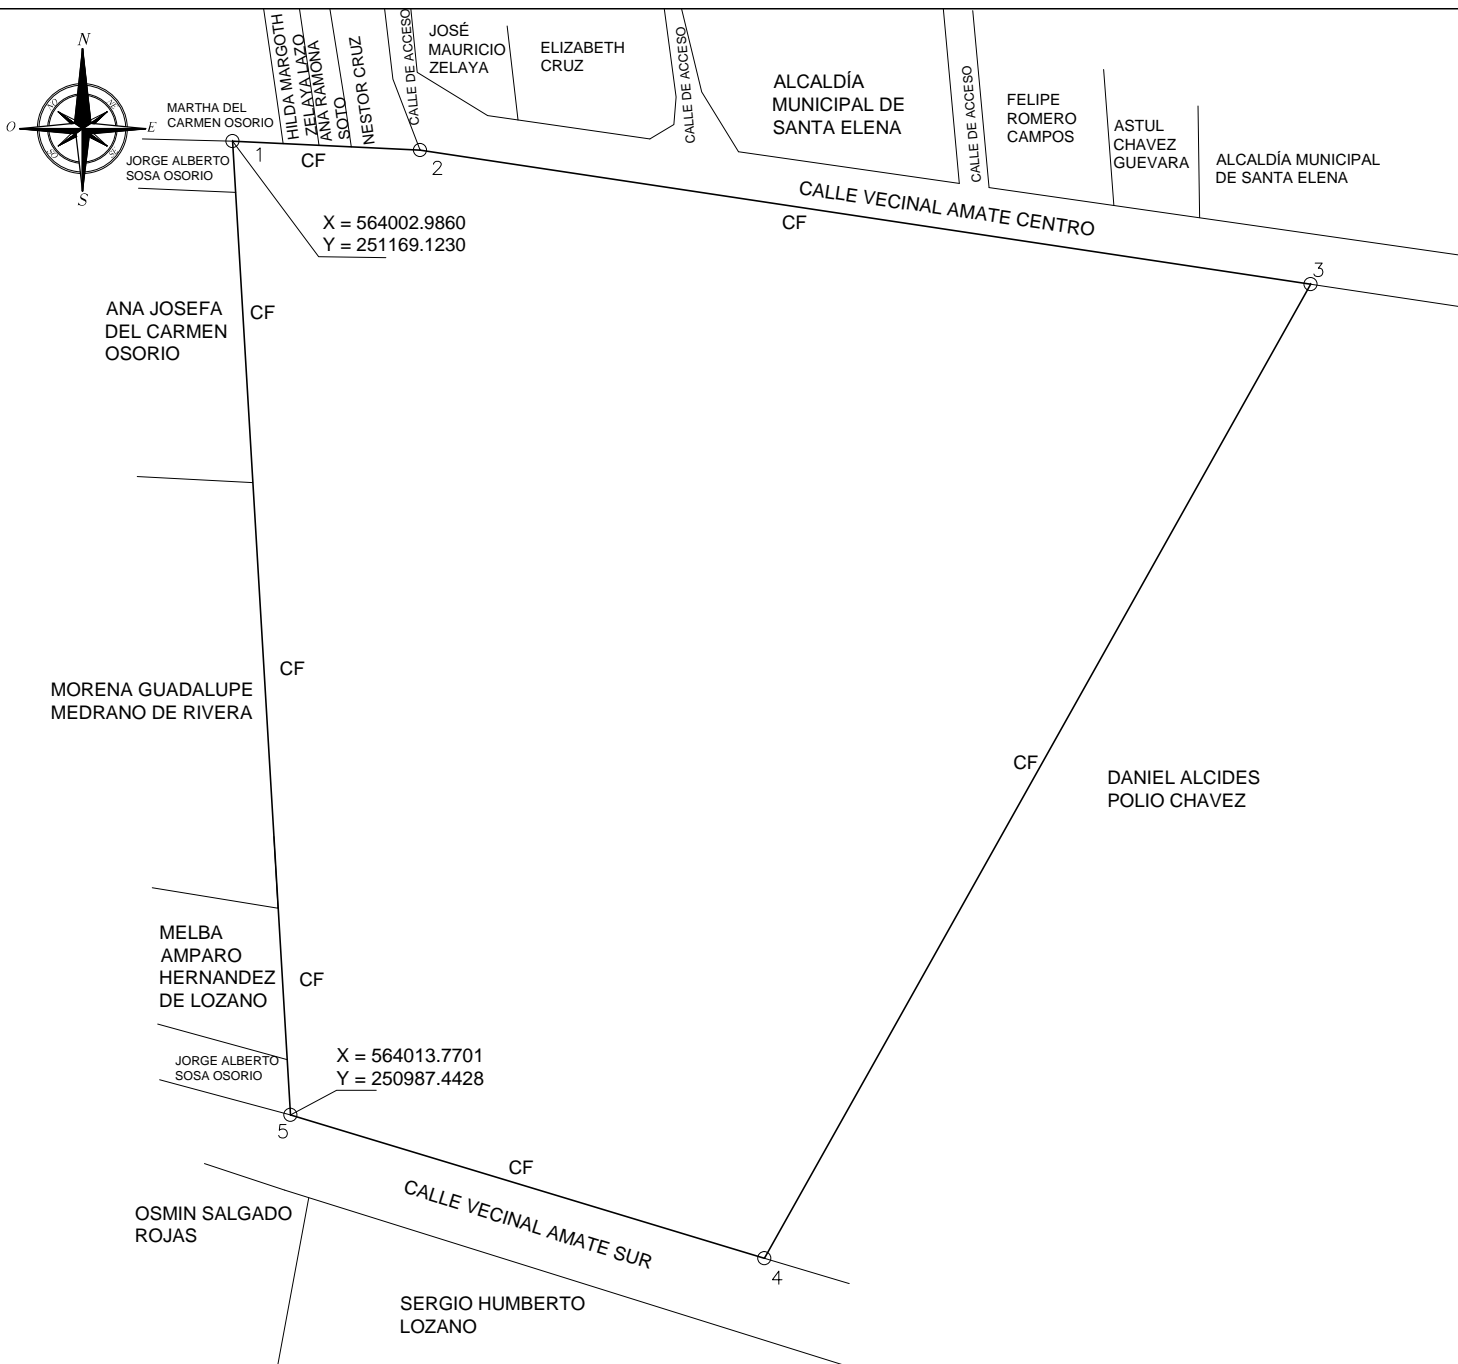 N
NO
NE
O
E
SO
SE
S
MARTHA DEL
CARMEN OSORIO
HILDA MARGOTH
ZELAYA LAZO
ANA RAMONA
SOTO
NESTOR CRUZ
CALLE DE ACCESO
JOSÉ
MAURICIO
ZELAYA
ELIZABETH
CRUZ
CALLE DE ACCESO
ALCALDÍA
MUNICIPAL DE
SANTA ELENA
CALLE DE ACCESO
FELIPE
ROMERO
CAMPOS
ASTUL
CHAVEZ
GUEVARA
ALCALDÍA MUNICIPAL
DE SANTA ELENA
JORGE ALBERTO
SOSA OSORIO
1
CF
2
CALLE VECINAL AMATE CENTRO
CF
3
X = 564002.9860
Y = 251169.1230
ANA JOSEFA
DEL CARMEN
OSORIO
CF
CF
MORENA GUADALUPE
MEDRANO DE RIVERA
CF
DANIEL ALCIDES
POLIO CHAVEZ
MELBA
AMPARO
HERNANDEZ
DE LOZANO
CF
JORGE ALBERTO
SOSA OSORIO
X = 564013.7701
Y = 250987.4428
5
CF
CALLE VECINAL AMATE SUR
4
OSMIN SALGADO
ROJAS
SERGIO HUMBERTO
LOZANO